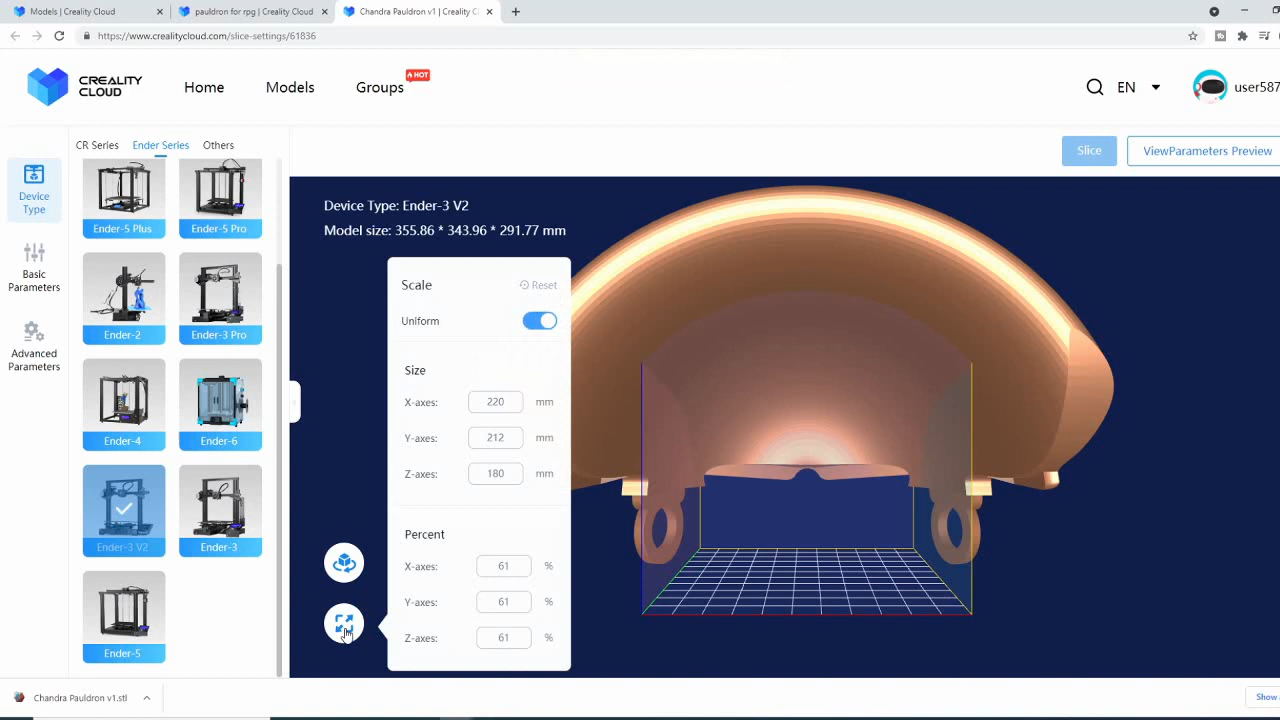 Models | Creality Cloud
pauldron for rpg | Creality Cloud
Chandra Pauldron v1 | Creality C
https://www.crealitycloud.com/slice-settings/61836
CREALITY
CLOUD
Home
Models
Groups
HOT
EN
user587
Device
Type
Basic
Parameters
Advanced
Parameters
CR Series
Ender Series
Others
Ender-5 Plus
Ender-5 Pro
Ender-2
Ender-3 Pro
Ender-4
Ender-6
Ender-3 V2
Ender-3
Ender-5
Slice
ViewParameters Preview
Device Type: Ender-3 V2
Model size: 355.86 * 343.96 * 291.77 mm
Scale
Reset
Uniform
Size
X-axes: 220 mm
Y-axes: 212 mm
Z-axes: 180 mm
Percent
X-axes: 61 %
Y-axes: 61 %
Z-axes: 61 %
Chandra Pauldron v1.stl
Show